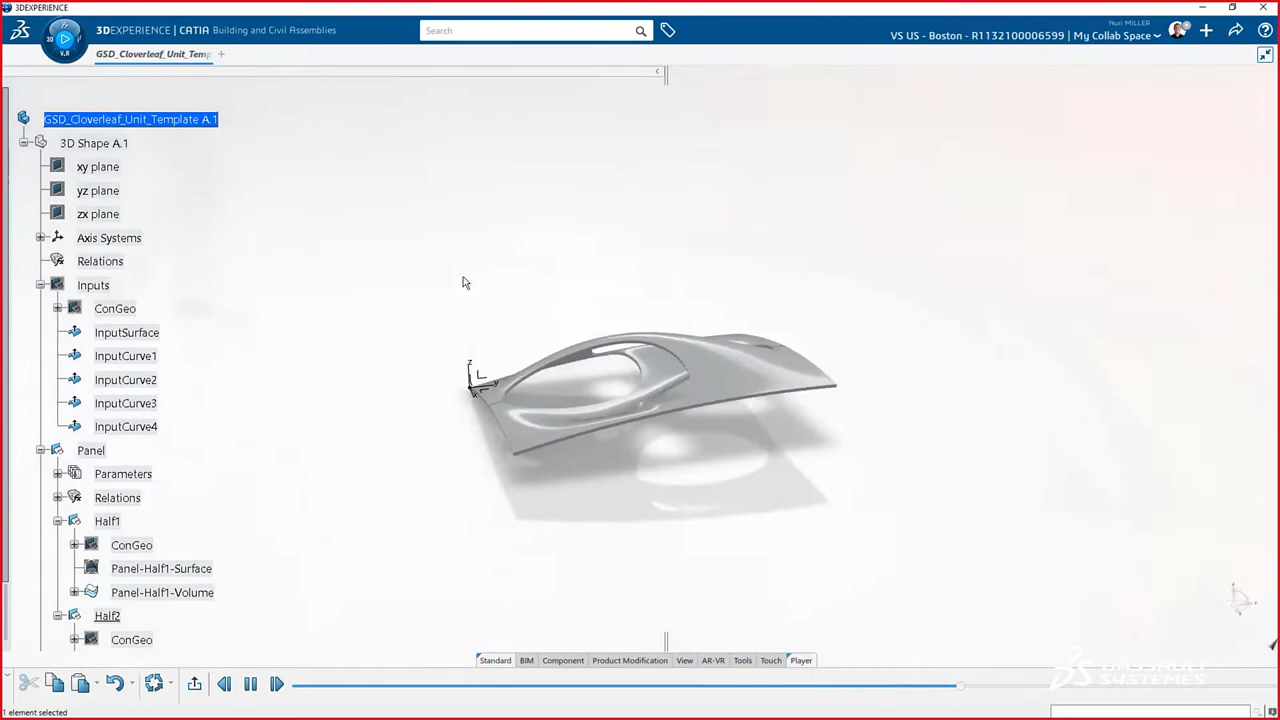 3DEXPERIENCE
3DEXPERIENCE | CATIA Building and Civil Assemblies
Search
Nuri MILLER
VS US - Boston - R1132100006599 | My Collab Space
3D
V.R
GSD_Cloverleaf_Unit_Temp
GSD_Cloverleaf_Unit_Template A.1
3D Shape A.1
xy plane
yz plane
zx plane
Axis Systems
Relations
Inputs
ConGeo
InputSurface
InputCurve1
InputCurve2
InputCurve3
InputCurve4
Panel
Parameters
Relations
Half1
ConGeo
Panel-Half1-Surface
Panel-Half1-Volume
Half2
ConGeo
z
y
x
Standard BIM Component Product Modification View AR-VR Tools Touch Player
DASSAULT
SYSTEMES
1 element selected